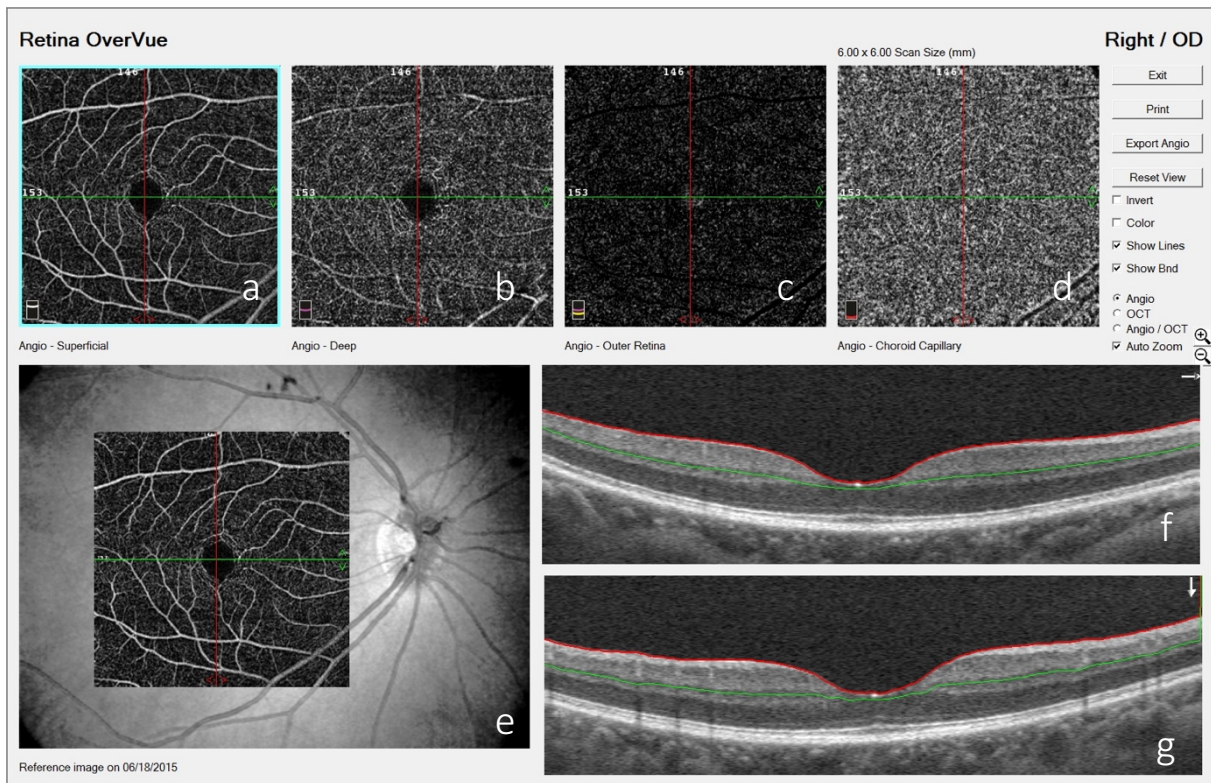 Retina OverVue
Right / OD
6.00 x 6.00 Scan Size (mm)
146
153
a
146
153
b
146
153
c
146
153
d
Angio - Superficial
Angio - Deep
Angio - Outer Retina
Angio - Choroid Capillary
Exit
Print
Export Angio
Reset View
Invert
Color
Show Lines
Show Bnd
Angio
OCT
Angio / OCT
Auto Zoom
e
f
g
Reference image on 06/18/2015